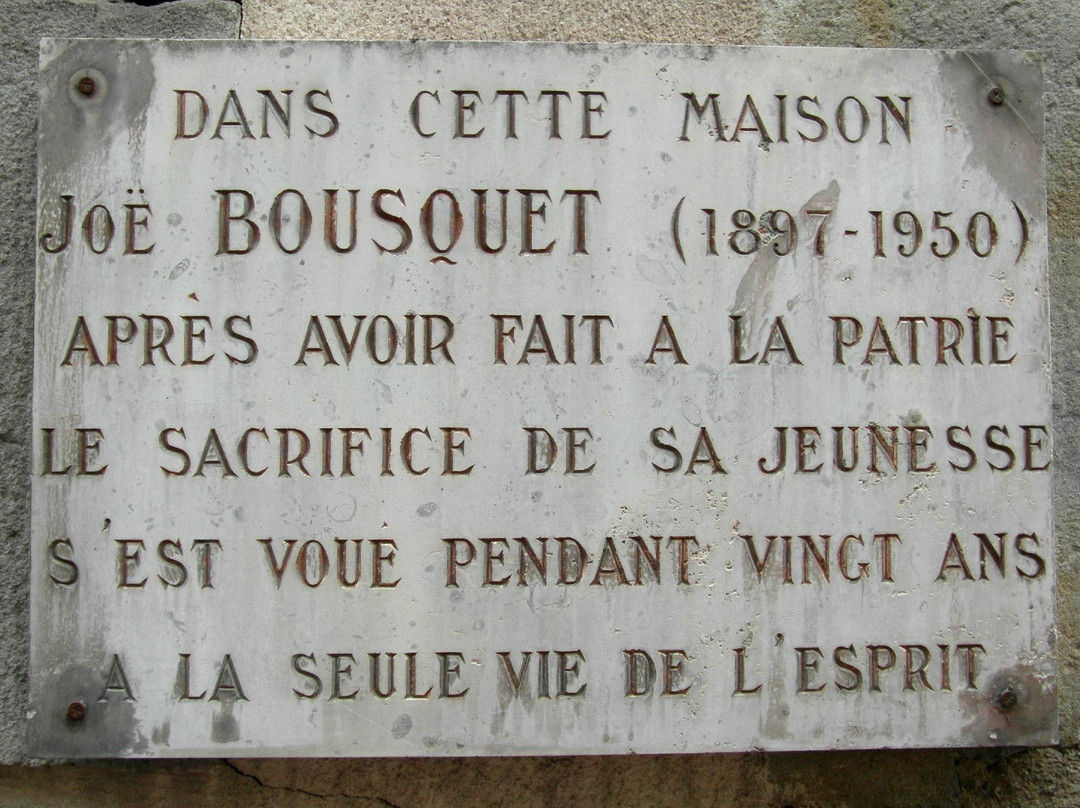 DANS CETTE MAISON
JOË BOUSQUET (1897-1950)
APRÈS AVOIR FAIT A LA PATRIE
LE SACRIFICE DE SA JEUNESSE
S'EST VOUÉ PENDANT VINGT ANS
A LA SEULE VIE DE L'ESPRIT